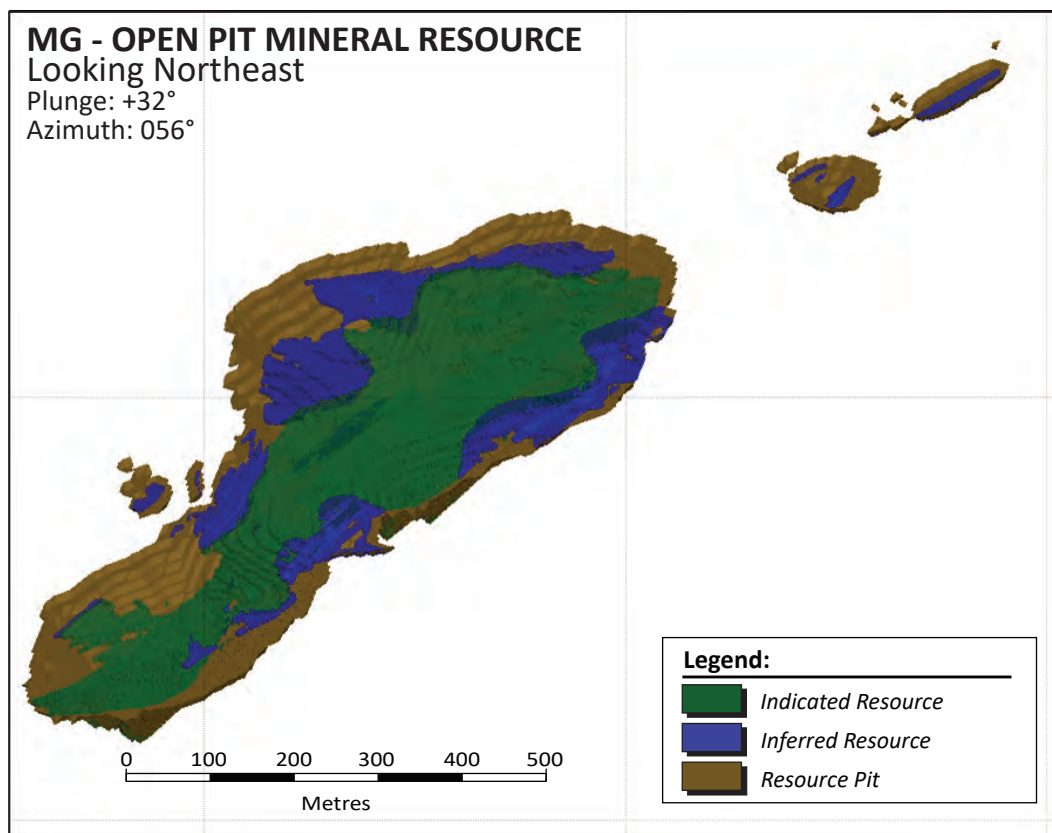 MG - OPEN PIT MINERAL RESOURCE
Looking Northeast
Plunge: +32°
Azimuth: 056°
Legend:
Indicated Resource
Inferred Resource
Resource Pit
0 100 200 300 400 500
Metres